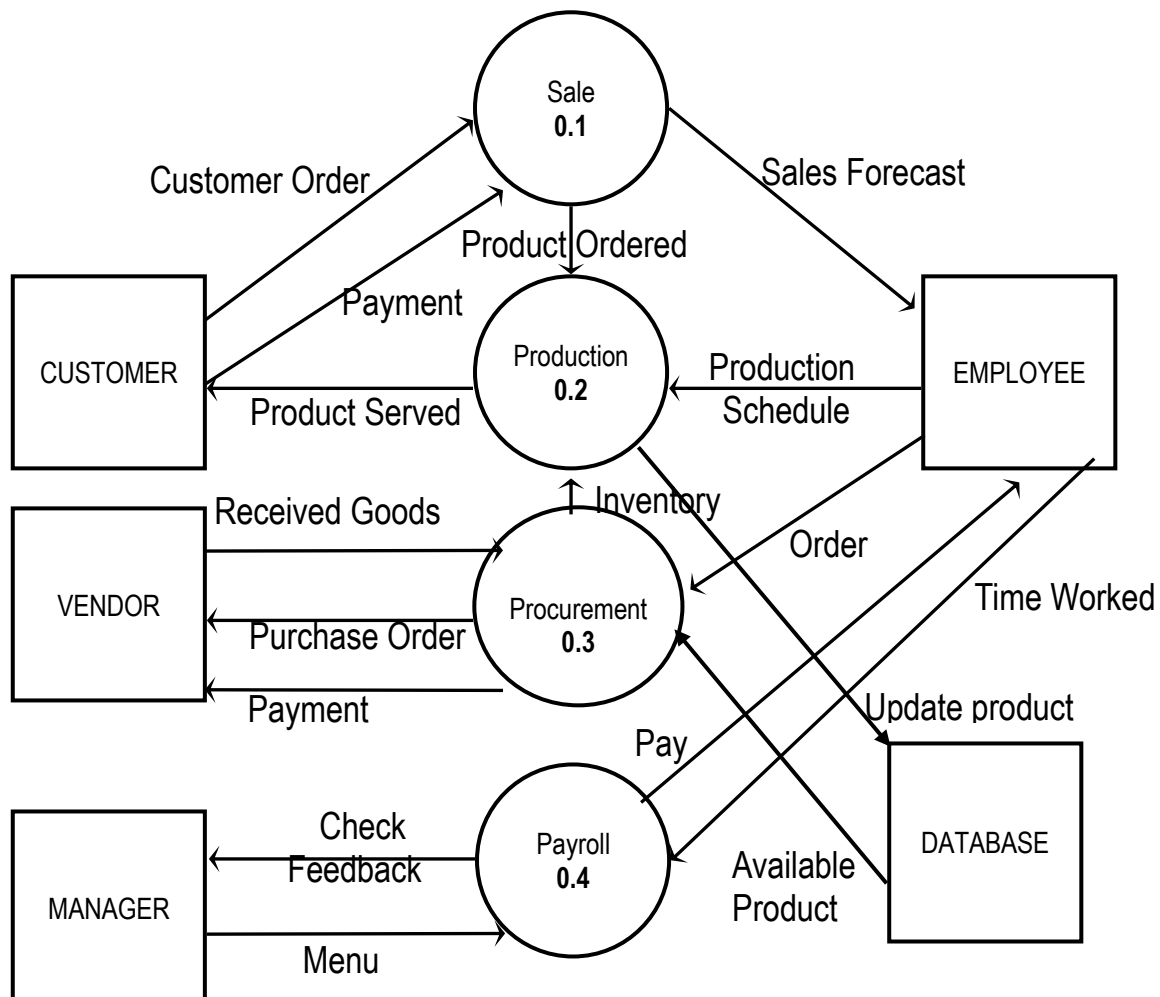 Sale
0.1
Customer Order
Sales Forecast
Product Ordered
Payment
CUSTOMER
Production
0.2
Production
Schedule
EMPLOYEE
Product Served
Received Goods
Inventory
Order
VENDOR
Procurement
0.3
Time Worked
Purchase Order
Payment
Update product
Pay
Check
Feedback
Payroll
0.4
Available
Product
DATABASE
MANAGER
Menu